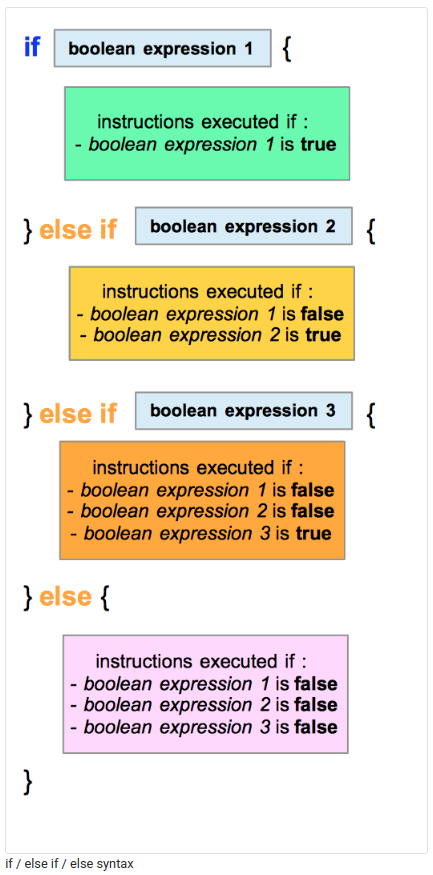 if boolean expression 1 {
instructions executed if :
- boolean expression 1 is true
} else if boolean expression 2 {
instructions executed if :
- boolean expression 1 is false
- boolean expression 2 is true
} else if boolean expression 3 {
instructions executed if :
- boolean expression 1 is false
- boolean expression 2 is false
- boolean expression 3 is true
} else {
instructions executed if :
- boolean expression 1 is false
- boolean expression 2 is false
- boolean expression 3 is false
}
if / else if / else syntax